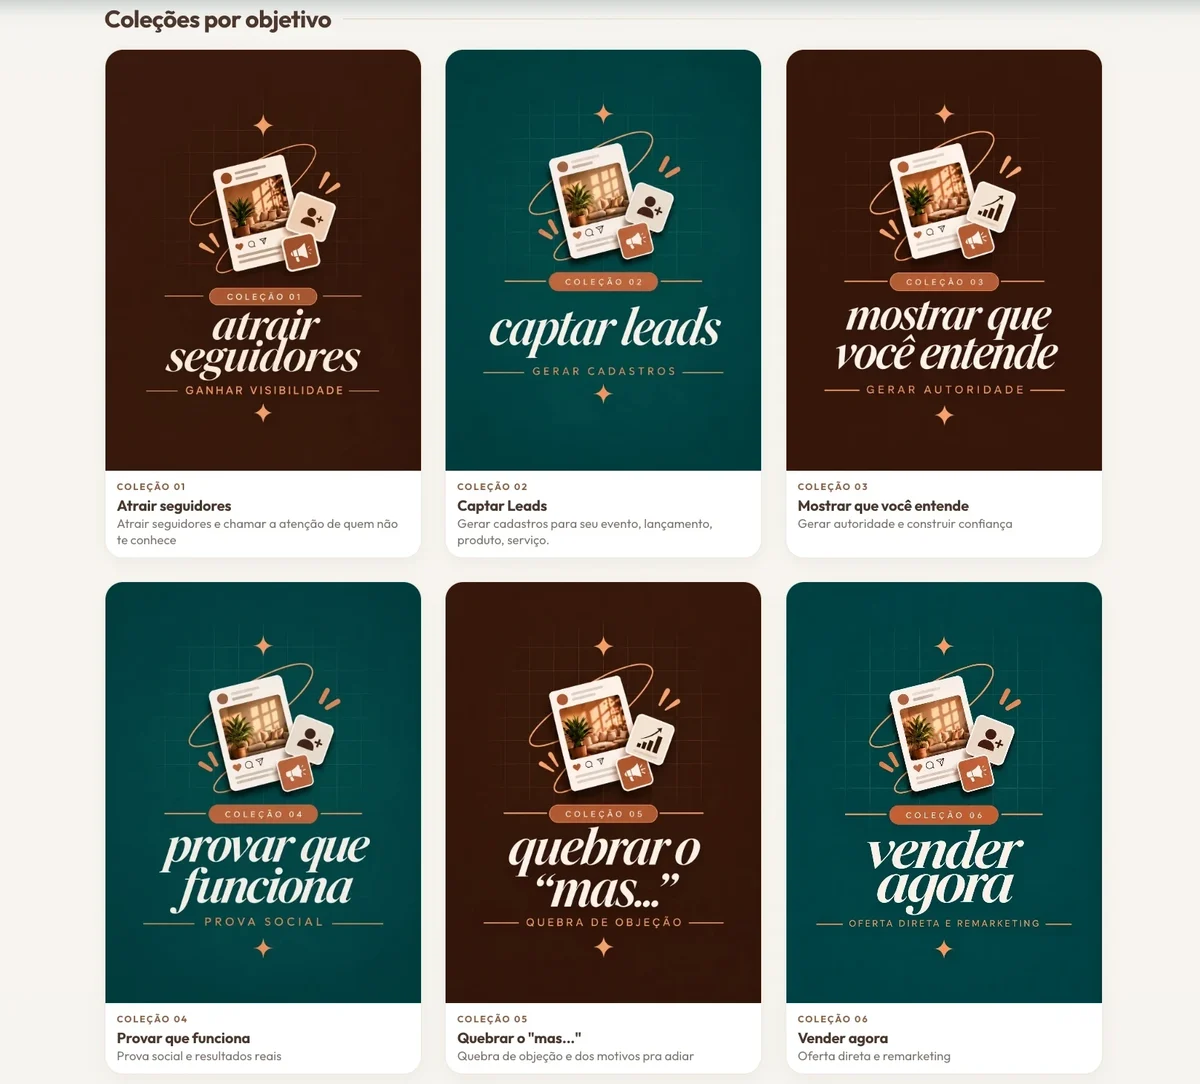 Coleções por objetivo
COLEÇÃO 01
atrair
seguidores
GANHAR VISIBILIDADE
COLEÇÃO 01
Atrair seguidores
Atrair seguidores e chamar a atenção de quem não
te conhece
COLEÇÃO 02
captar leads
GERAR CADASTROS
COLEÇÃO 02
Captar Leads
Gerar cadastros para seu evento, lançamento,
produto, serviço.
COLEÇÃO 03
mostrar que
você entende
GERAR AUTORIDADE
COLEÇÃO 03
Mostrar que você entende
Gerar autoridade e construir confiança
COLEÇÃO 04
provar que
funciona
PROVA SOCIAL
COLEÇÃO 04
Provar que funciona
Prova social e resultados reais
COLEÇÃO 05
quebrar o
“mas...”
QUEBRA DE OBJEÇÃO
COLEÇÃO 05
Quebrar o "mas..."
Quebra de objeção e dos motivos pra adiar
COLEÇÃO 06
vender
agora
OFERTA DIRETA E REMARKETING
COLEÇÃO 06
Vender agora
Oferta direta e remarketing